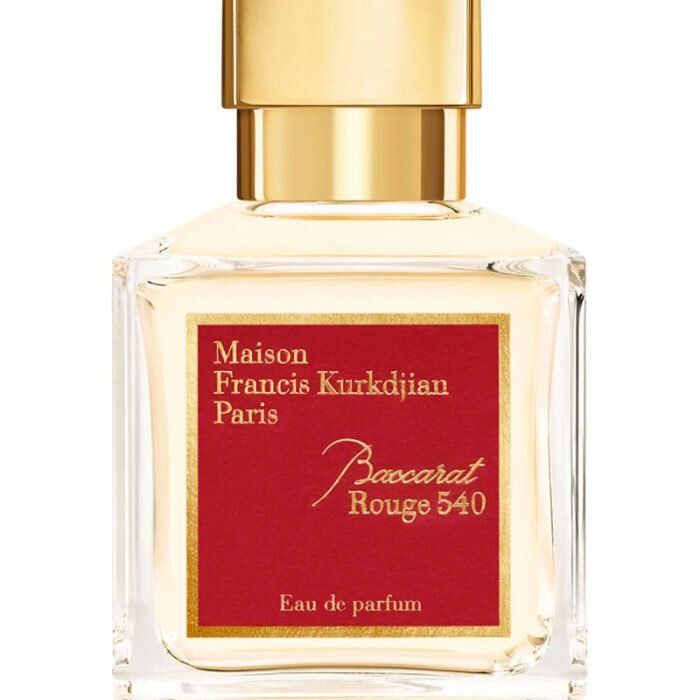 Maison
Francis Kurkdjian
Paris
Baccarat
Rouge 540
Eau de parfum